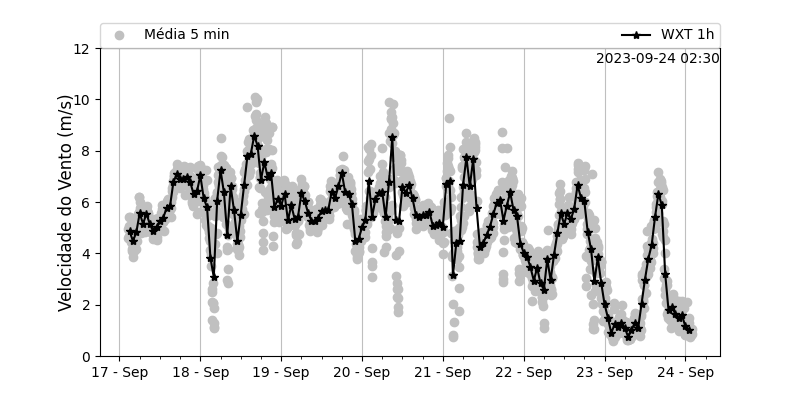 Média 5 min
WXT 1h
2023-09-24 02:30
Velocidade do Vento (m/s)
12
10
8
6
4
2
0
17 - Sep
18 - Sep
19 - Sep
20 - Sep
21 - Sep
22 - Sep
23 - Sep
24 - Sep